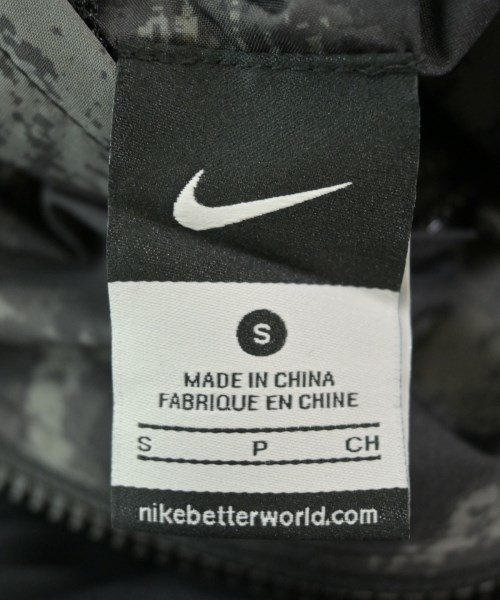 S
MADE IN CHINA
FABRIQUE EN CHINE
S P CH
nikebetterworld.com